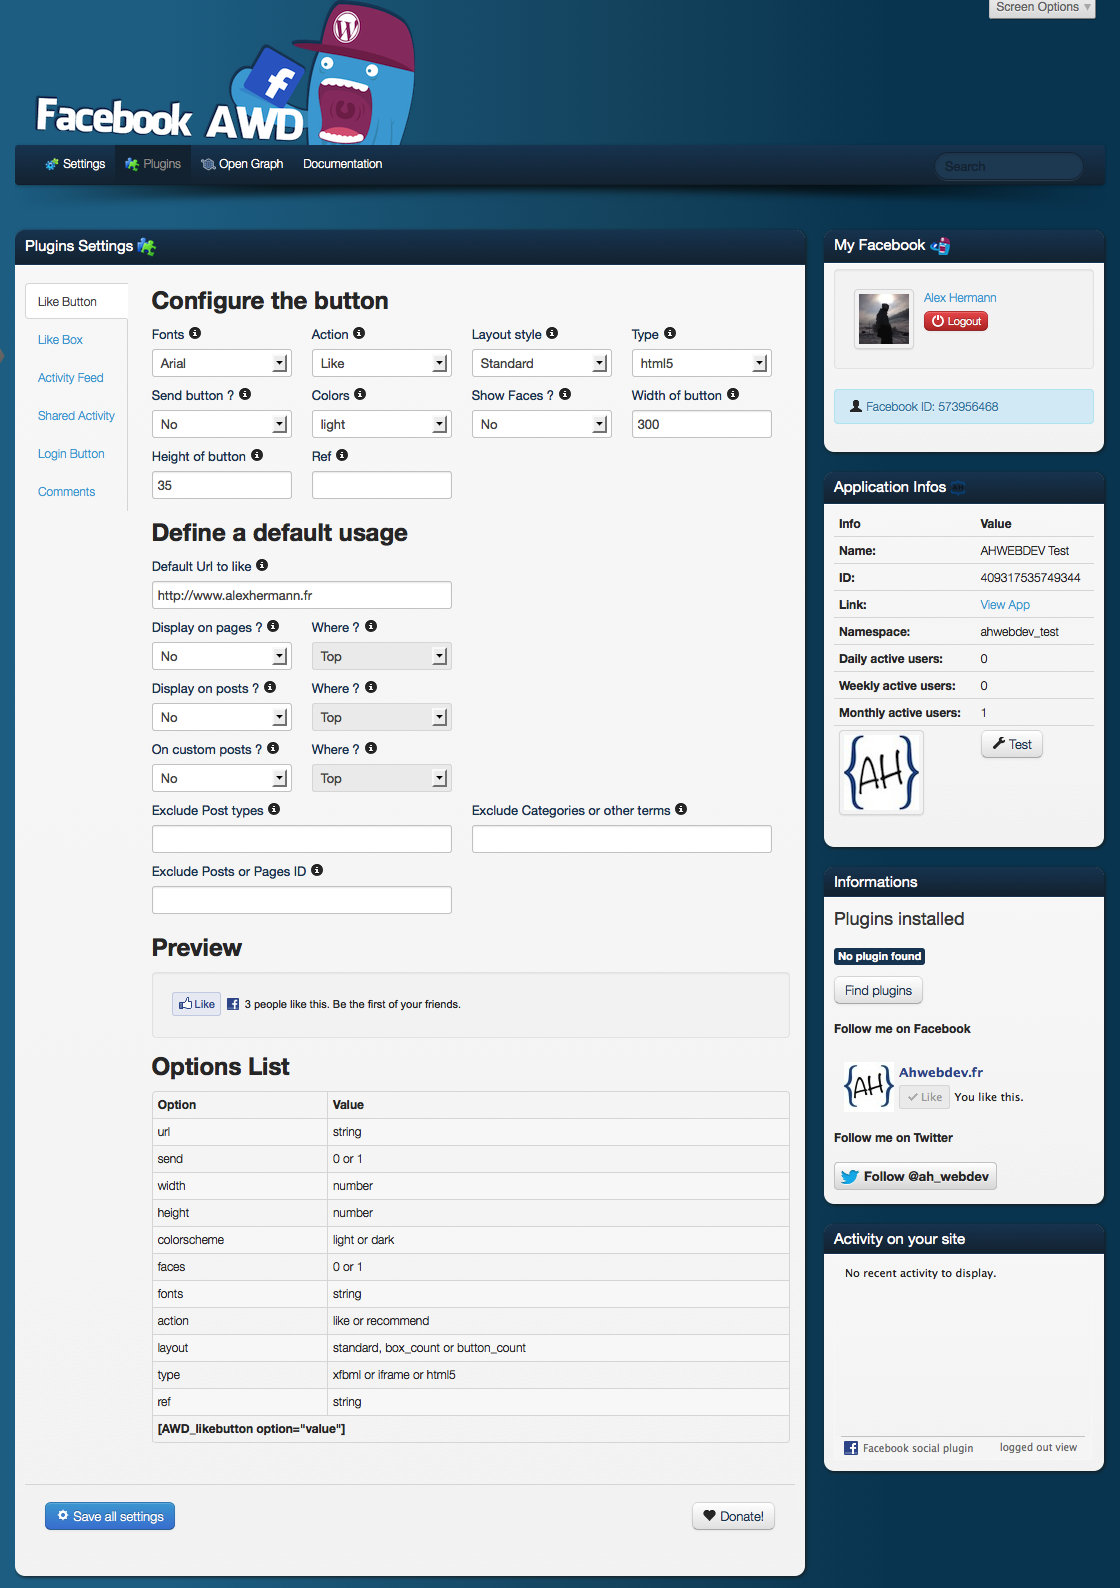 Screen Options
Facebook AWD
Settings Plugins Open Graph Documentation Search
Plugins Settings
Like Button
Like Box
Activity Feed
Shared Activity
Login Button
Comments
Configure the button
Fonts Action Layout style Type
Arial Like Standard html5
Send button ? Colors Show Faces ? Width of button
No light No 300
Height of button Ref
35
Define a default usage
Default Url to like
http://www.alexhermann.fr
Display on pages ? Where ?
No Top
Display on posts ? Where ?
No Top
On custom posts ? Where ?
No Top
Exclude Post types Exclude Categories or other terms
Exclude Posts or Pages ID
Preview
Like 3 people like this. Be the first of your friends.
Options List
Option Value
url string
send 0 or 1
width number
height number
colorscheme light or dark
faces 0 or 1
fonts string
action like or recommend
layout standard, box_count or button_count
type xfbml or iframe or html5
ref string
[AWD_likebutton option="value"]
Save all settings Donate!
My Facebook
Alex Hermann
Logout
Facebook ID: 573956468
Application Infos
Info Value
Name: AHWEBDEV Test
ID: 409317535749344
Link: View App
Namespace: ahwebdev_test
Daily active users: 0
Weekly active users: 0
Monthly active users: 1
{AH} Test
Informations
Plugins installed
No plugin found
Find plugins
Follow me on Facebook
{AH} Ahwebdev.fr
Like You like this.
Follow me on Twitter
Follow @ah_webdev
Activity on your site
No recent activity to display.
Facebook social plugin logged out view